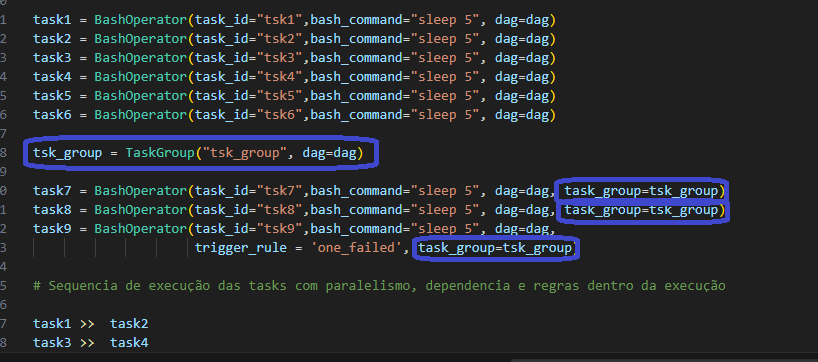 0
1 task1 = BashOperator(task_id="tsk1",bash_command="sleep 5", dag=dag)
2 task2 = BashOperator(task_id="tsk2",bash_command="sleep 5", dag=dag)
3 task3 = BashOperator(task_id="tsk3",bash_command="sleep 5", dag=dag)
4 task4 = BashOperator(task_id="tsk4",bash_command="sleep 5", dag=dag)
5 task5 = BashOperator(task_id="tsk5",bash_command="sleep 5", dag=dag)
6 task6 = BashOperator(task_id="tsk6",bash_command="sleep 5", dag=dag)
7
8 tsk_group = TaskGroup("tsk_group", dag=dag)
9
0 task7 = BashOperator(task_id="tsk7",bash_command="sleep 5", dag=dag, task_group=tsk_group)
1 task8 = BashOperator(task_id="tsk8",bash_command="sleep 5", dag=dag, task_group=tsk_group)
2 task9 = BashOperator(task_id="tsk9",bash_command="sleep 5", dag=dag,
3 trigger_rule = 'one_failed', task_group=tsk_group)
4
5 # Sequencia de execução das tasks com paralelismo, dependencia e regras dentro da execução
6
7 task1 >> task2
8 task3 >> task4